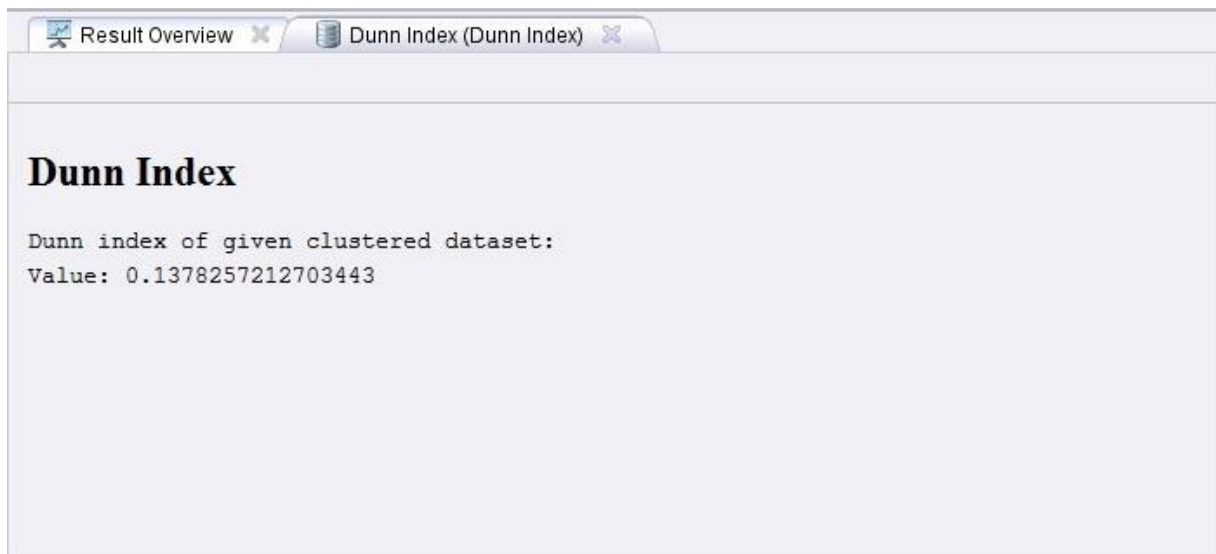 Result Overview
Dunn Index (Dunn Index)
Dunn Index
Dunn index of given clustered dataset:
Value: 0.1378257212703443